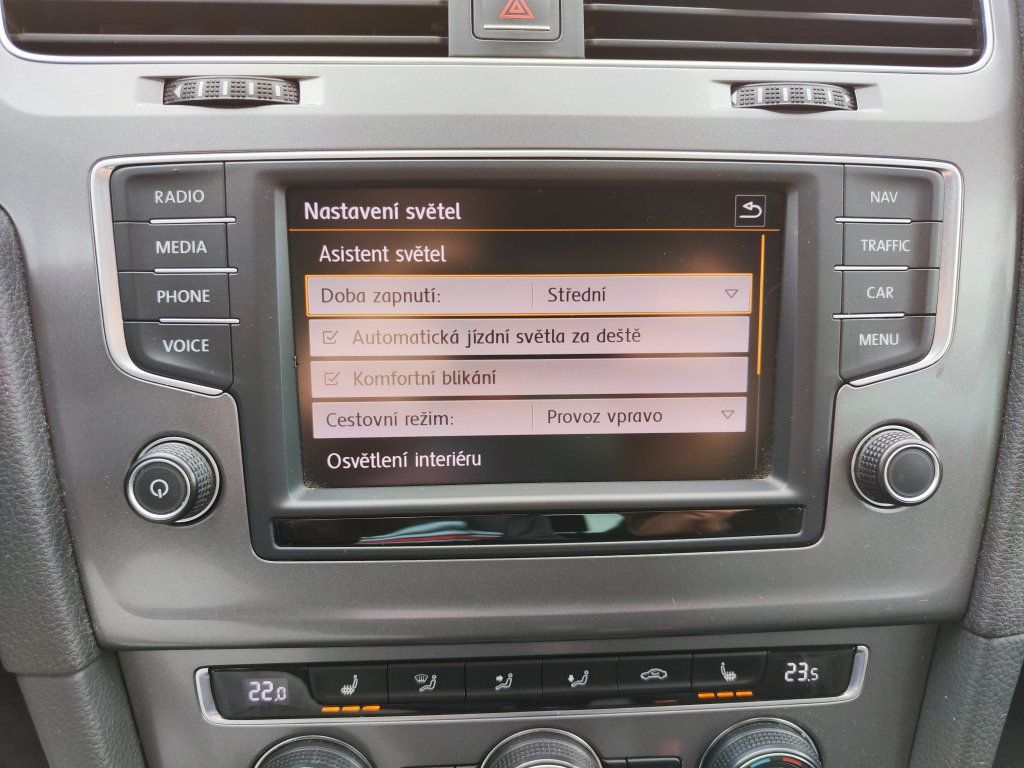 RADIO
MEDIA
PHONE
VOICE
Nastavení světel
Asistent světel
Doba zapnutí: Střední
Automatická jízdní světla za deště
Komfortní blikání
Cestovní režim: Provoz vpravo
Osvětlení interiéru
NAV
TRAFFIC
CAR
MENU
22,0
23.5